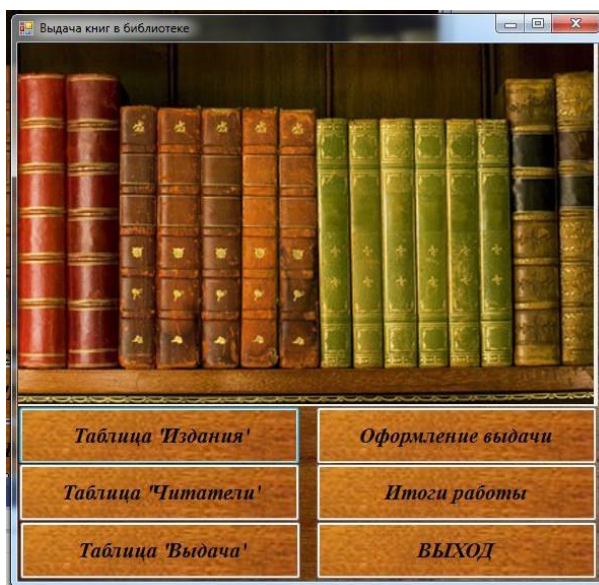 Выдача книг в библиотеке
Таблица "Издания"
Оформление выдачи
Таблица "Читатели"
Итоги работы
Таблица "Выдача"
ВЫХОД